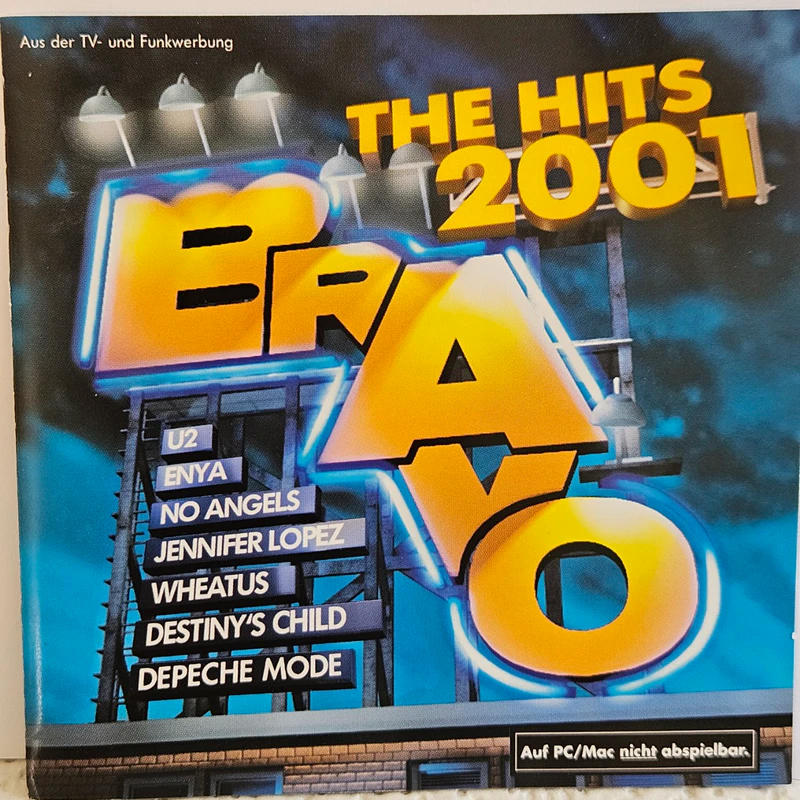 Aus der TV- und Funkwerbung
THE HITS
2001
BRAVO
U2
ENYA
NO ANGELS
JENNIFER LOPEZ
WHEATUS
DESTINY'S CHILD
DEPECHE MODE
Auf PC/Mac nicht abspielbar.